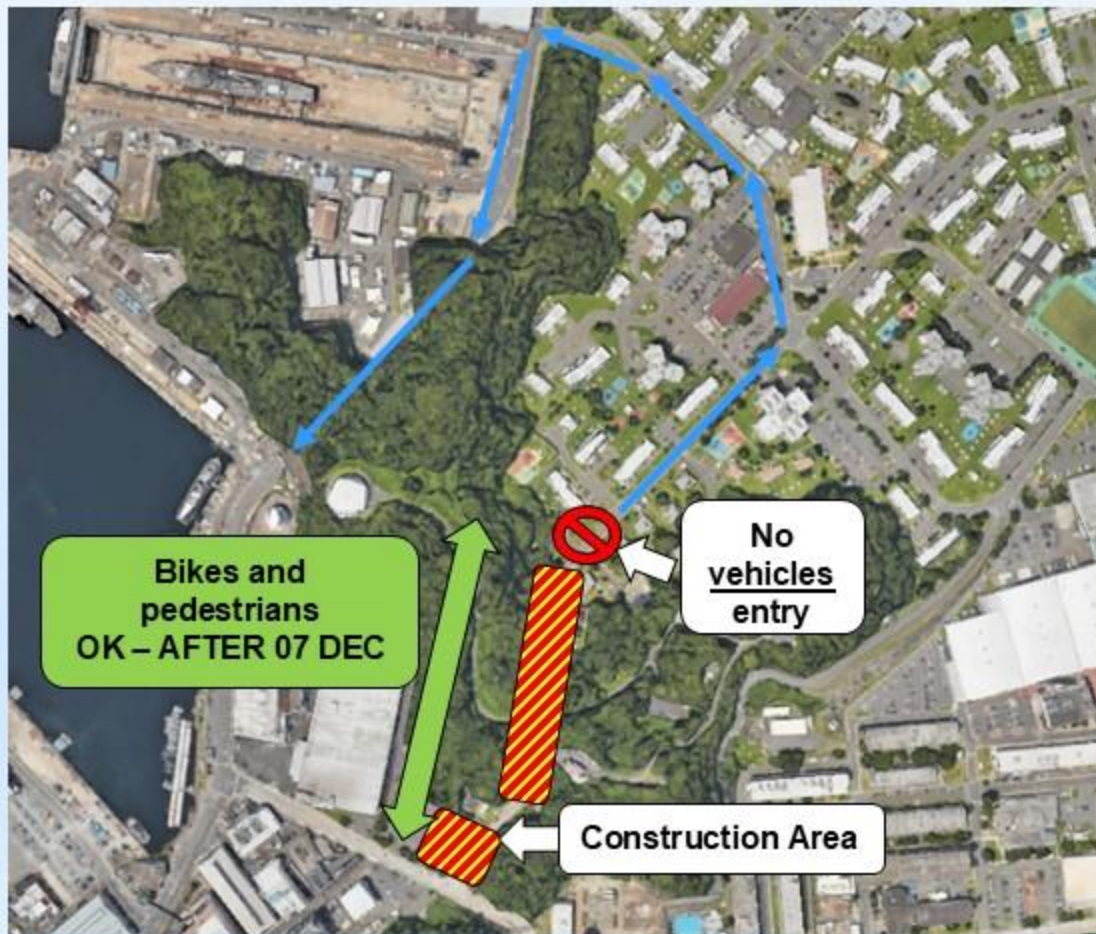 Bikes and
pedestrians
OK – AFTER 07 DEC
No
vehicles
entry
Construction Area